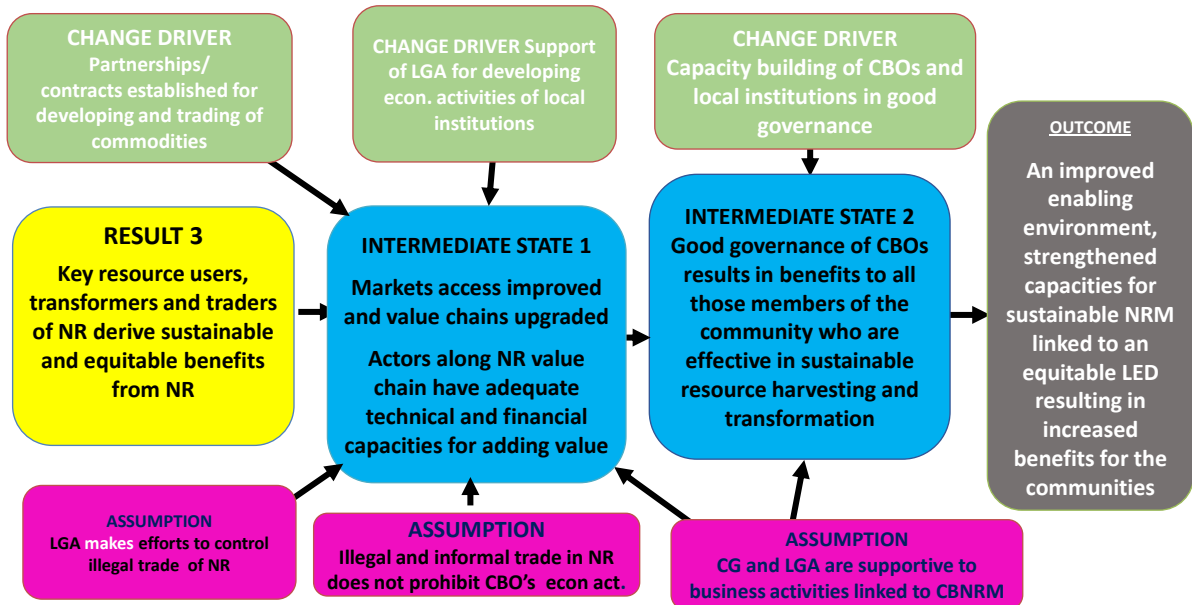 CHANGE DRIVER
Partnerships/
contracts established for
developing and trading of
commodities
CHANGE DRIVER Support
of LGA for developing
econ. activities of local
institutions
CHANGE DRIVER
Capacity building of CBOs and
local institutions in good
governance
RESULT 3
Key resource users,
transformers and traders
of NR derive sustainable
and equitable benefits
from NR
INTERMEDIATE STATE 1
Markets access improved
and value chains upgraded
Actors along NR value
chain have adequate
technical and financial
capacities for adding value
INTERMEDIATE STATE 2
Good governance of CBOs
results in benefits to all
those members of the
community who are
effective in sustainable
resource harvesting and
transformation
OUTCOME
An improved
enabling
environment,
strengthened
capacities for
sustainable NRM
linked to an
equitable LED
resulting in
increased
benefits for the
communities
ASSUMPTION
LGA makes efforts to control
illegal trade of NR
ASSUMPTION
Illegal and informal trade in NR
does not prohibit CBO's econ act.
ASSUMPTION
CG and LGA are supportive to
business activities linked to CBNRM